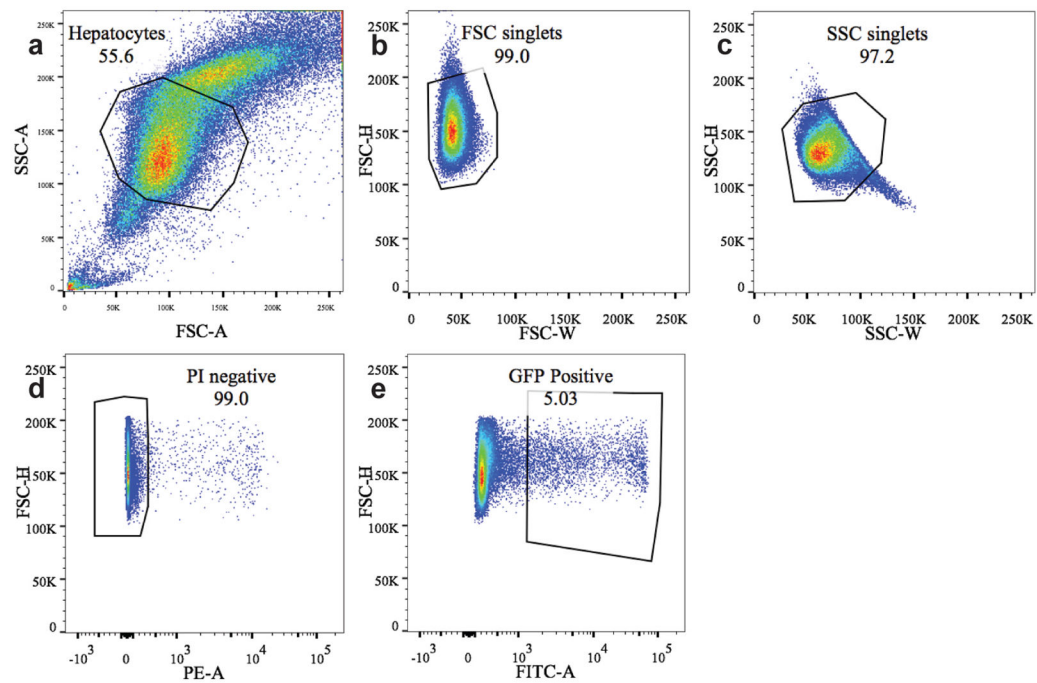 a
Hepatocytes
55.6
250K
200K
150K
100K
50K
0
SSC-A
0
50K
100K
150K
200K
250K
FSC-A
b
FSC singlets
99.0
250K
200K
150K
100K
50K
0
FSC-H
0
50K
100K
150K
200K
250K
FSC-W
c
SSC singlets
97.2
250K
200K
150K
100K
50K
0
SSC-H
0
50K
100K
150K
200K
250K
SSC-W
d
PI negative
99.0
250K
200K
150K
100K
50K
0
FSC-H
-10³
0
10³
10⁴
10⁵
PE-A
e
GFP Positive
5.03
250K
200K
150K
100K
50K
0
FSC-H
-10³
0
10³
10⁴
10⁵
FITC-A